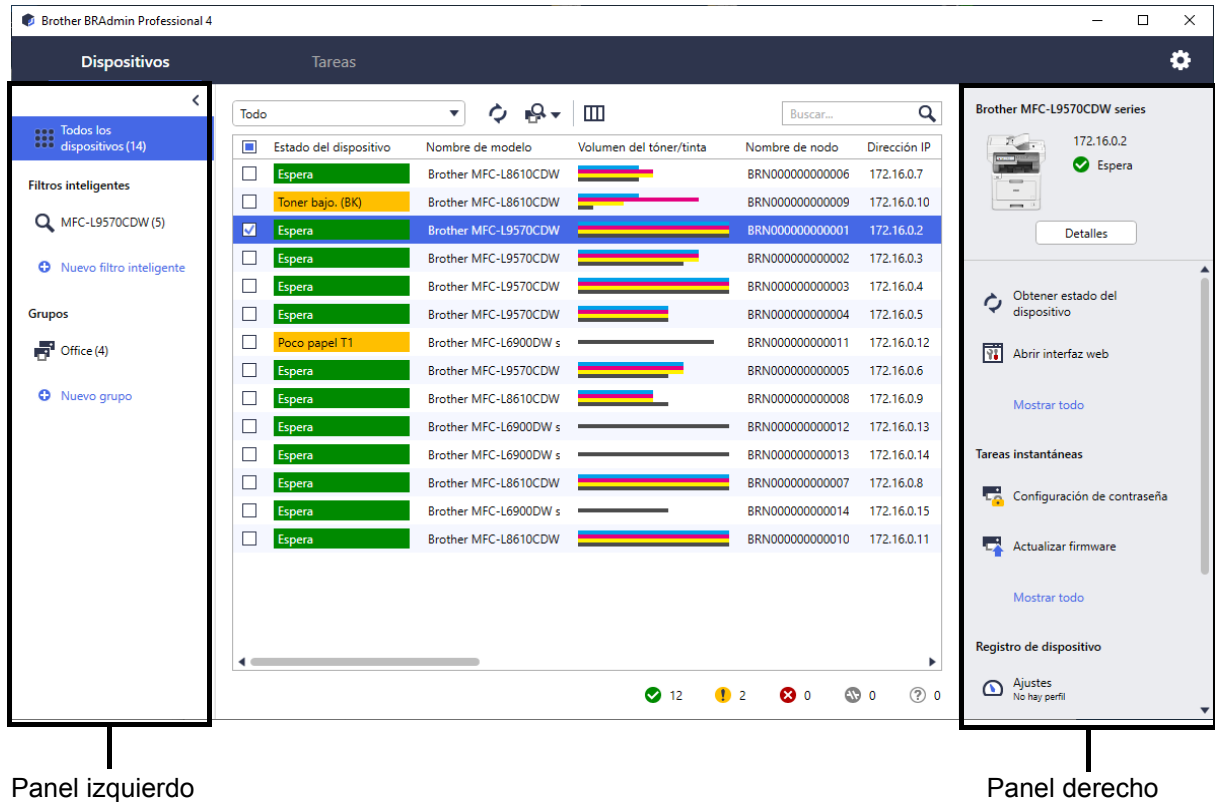 Brother BRAdmin Professional 4
Dispositivos
Tareas
Todos los
dispositivos (14)
Filtros inteligentes
MFC-L9570CDW (5)
Nuevo filtro inteligente
Grupos
Office (4)
Nuevo grupo
Todo
Buscar...
Estado del dispositivo Nombre de modelo Volumen del tóner/tinta Nombre de nodo Dirección IP
Espera Brother MFC-L8610CDW BRN000000000006 172.16.0.7
Toner bajo. (BK) Brother MFC-L8610CDW BRN000000000009 172.16.0.10
Espera Brother MFC-L9570CDW BRN000000000001 172.16.0.2
Espera Brother MFC-L9570CDW BRN000000000002 172.16.0.3
Espera Brother MFC-L9570CDW BRN000000000003 172.16.0.4
Espera Brother MFC-L9570CDW BRN000000000004 172.16.0.5
Poco papel T1 Brother MFC-L6900DW s BRN000000000011 172.16.0.12
Espera Brother MFC-L9570CDW BRN000000000005 172.16.0.6
Espera Brother MFC-L8610CDW BRN000000000008 172.16.0.9
Espera Brother MFC-L6900DW s BRN000000000012 172.16.0.13
Espera Brother MFC-L6900DW s BRN000000000013 172.16.0.14
Espera Brother MFC-L8610CDW BRN000000000007 172.16.0.8
Espera Brother MFC-L6900DW s BRN000000000014 172.16.0.15
Espera Brother MFC-L8610CDW BRN000000000010 172.16.0.11
12 2 0 0 0
Brother MFC-L9570CDW series
172.16.0.2
Espera
Detalles
Obtener estado del
dispositivo
Abrir interfaz web
Mostrar todo
Tareas instantáneas
Configuración de contraseña
Actualizar firmware
Mostrar todo
Registro de dispositivo
Ajustes
No hay perfil
Panel izquierdo
Panel derecho